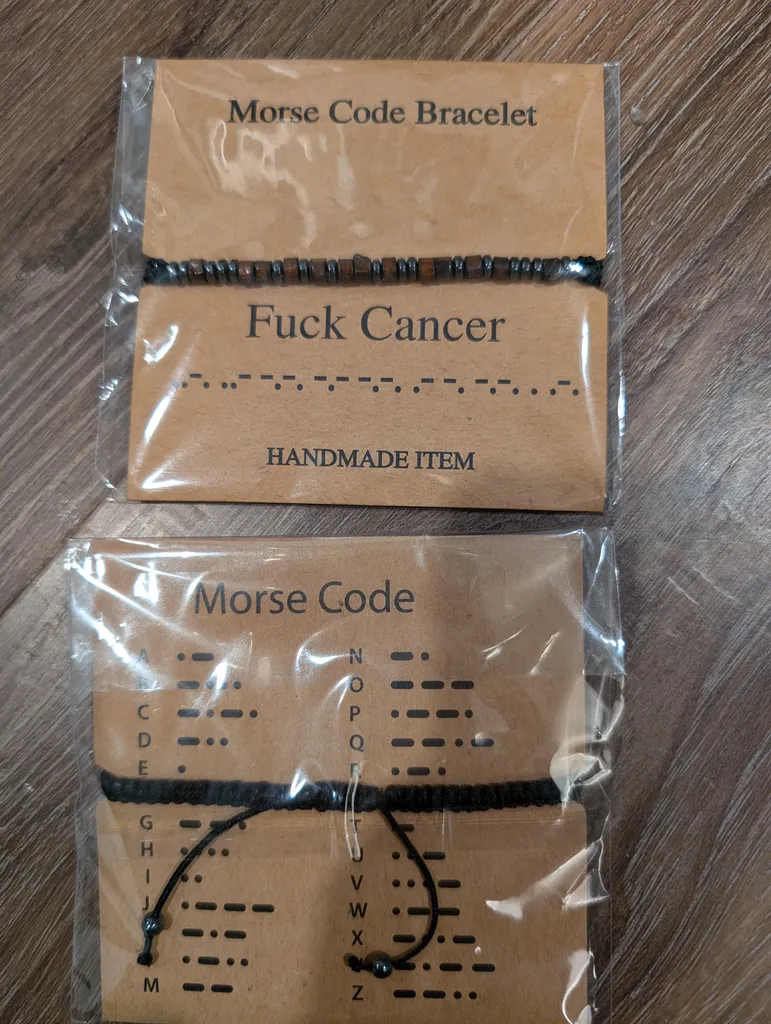 Morse Code Bracelet
Fuck Cancer
HANDMADE ITEM
Morse Code
A •– N –•
O –––
C –•–• P •––•
D –•• Q ––•–
E • R •–•
G T –
H U
I •• V
J •––– W
X
M –– Z ––••